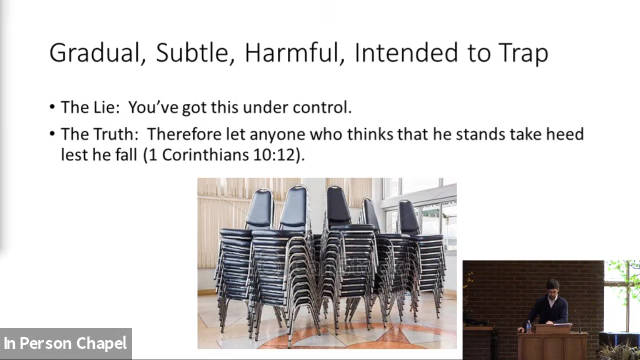 Gradual, Subtle, Harmful, Intended to Trap
• The Lie:  You’ve got this under control.
• The Truth:  Therefore let anyone who thinks that he stands take heed
lest he fall (1 Corinthians 10:12).
In Person Chapel